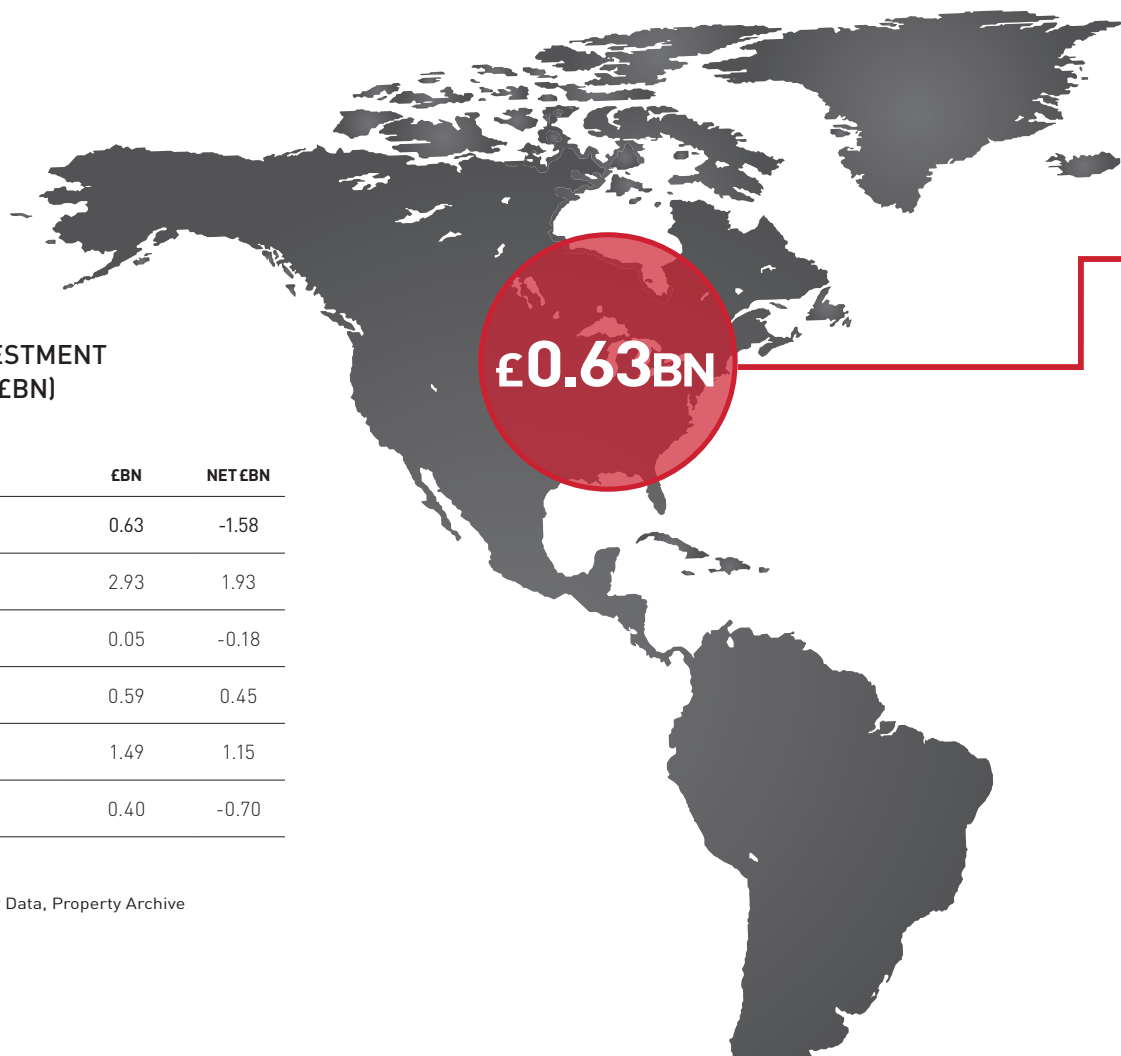 £BN)
£BN NET£BN
0.63 -1.58
2.93 1.93
0.05 -0.18
0.59 0.45
1.49 1.15
0.40 -0.70
Data, Property Archive
£0.63BN